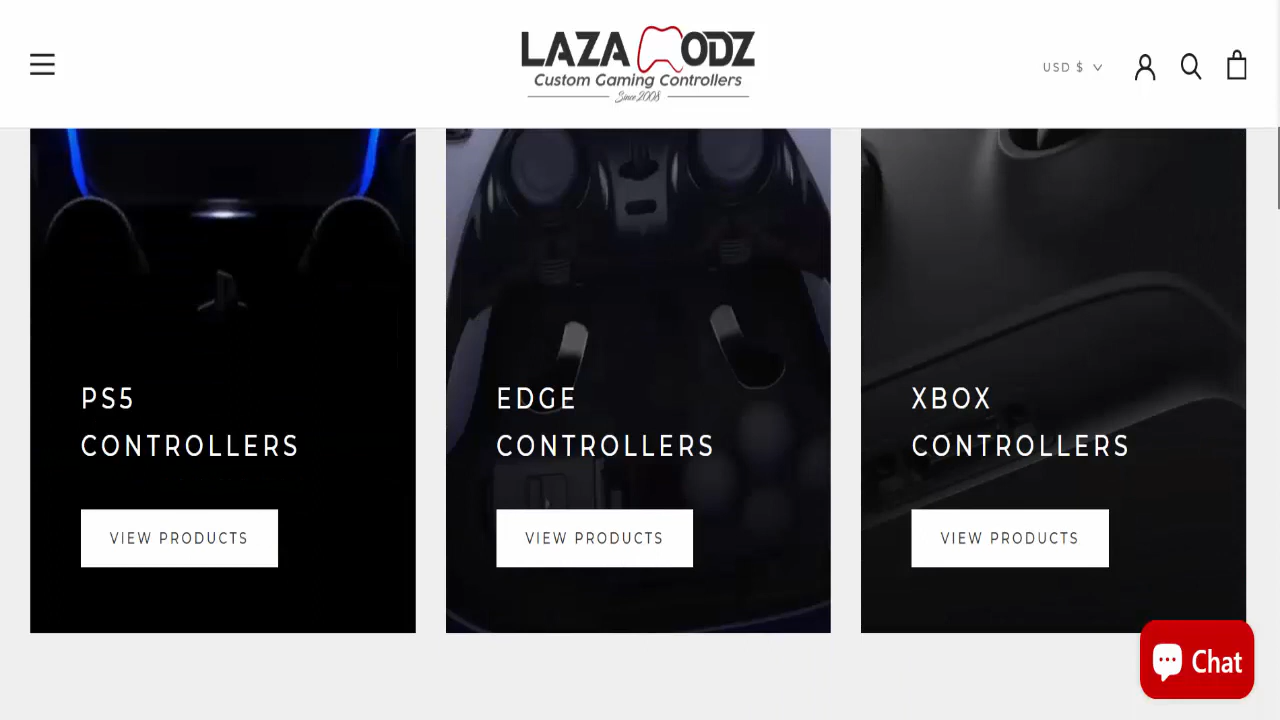 LAZA MODZ
Custom Gaming Controllers
Since 2008
USD $
PS5
CONTROLLERS
VIEW PRODUCTS
EDGE
CONTROLLERS
VIEW PRODUCTS
XBOX
CONTROLLERS
VIEW PRODUCTS
Chat